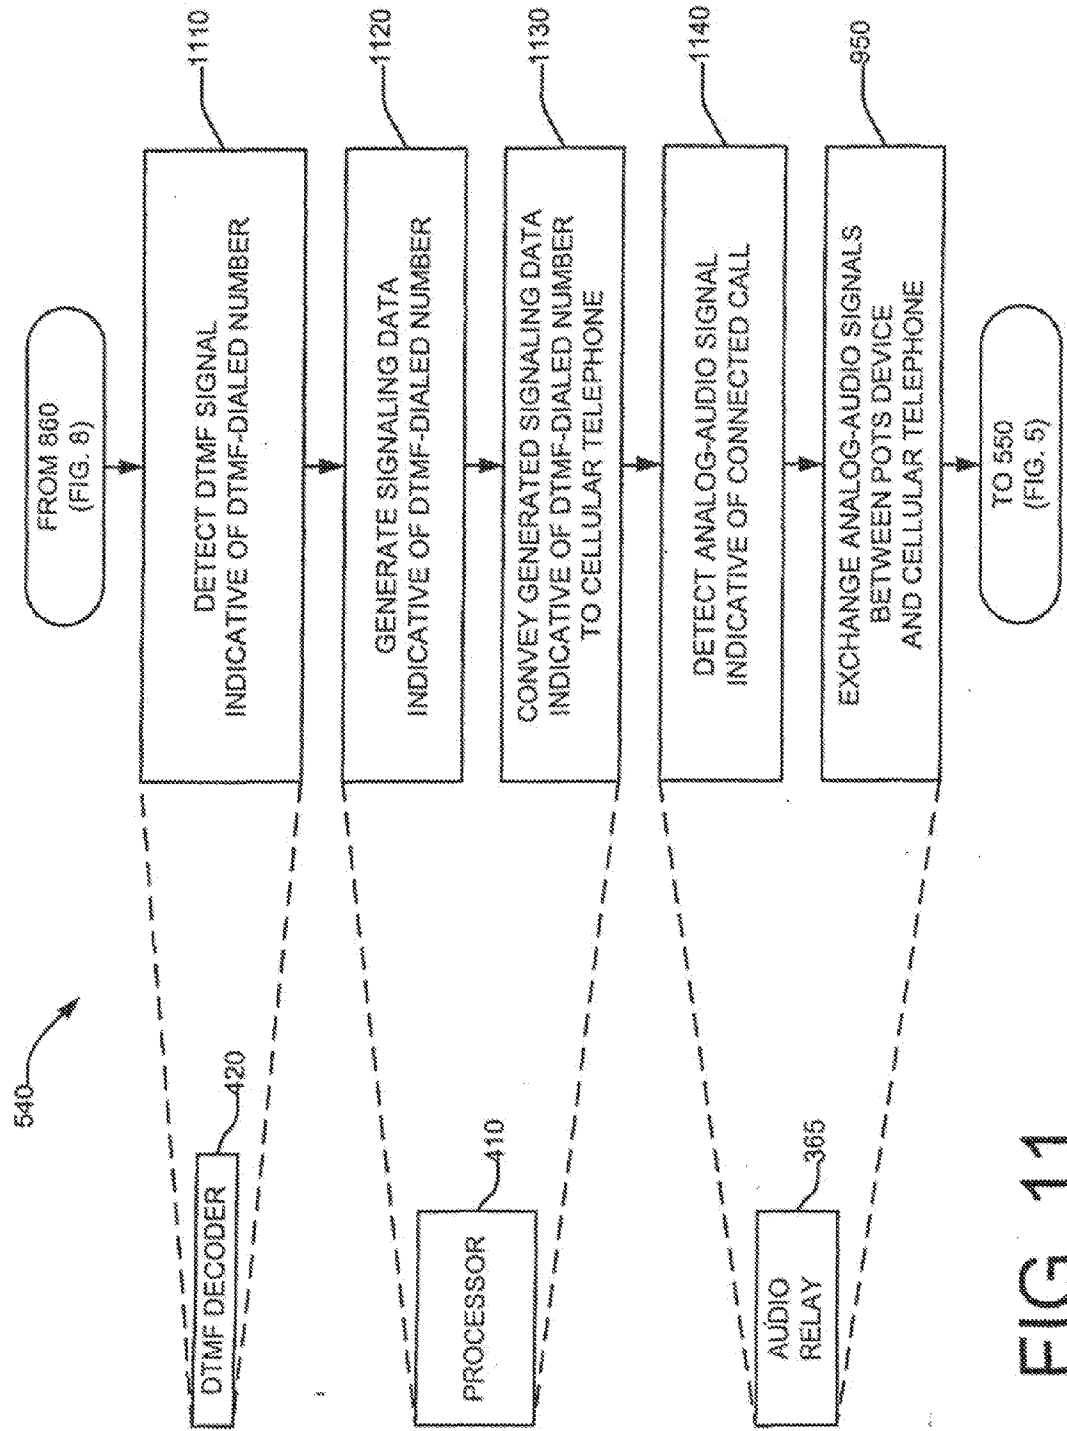 540
FROM 860
(FIG. 8)
DTMF DECODER
420
DETECT DTMF SIGNAL
INDICATIVE OF DTMF-DIALED NUMBER
1110
PROCESSOR
410
GENERATE SIGNALING DATA
INDICATIVE OF DTMF-DIALED NUMBER
1120
CONVEY GENERATED SIGNALING DATA
INDICATIVE OF DTMF-DIALED NUMBER
TO CELLULAR TELEPHONE
1130
AUDIO
RELAY
365
DETECT ANALOG-AUDIO SIGNAL
INDICATIVE OF CONNECTED CALL
1140
EXCHANGE ANALOG-AUDIO SIGNALS
BETWEEN POTS DEVICE
AND CELLULAR TELEPHONE
950
TO 550
(FIG. 5)
FIG 11